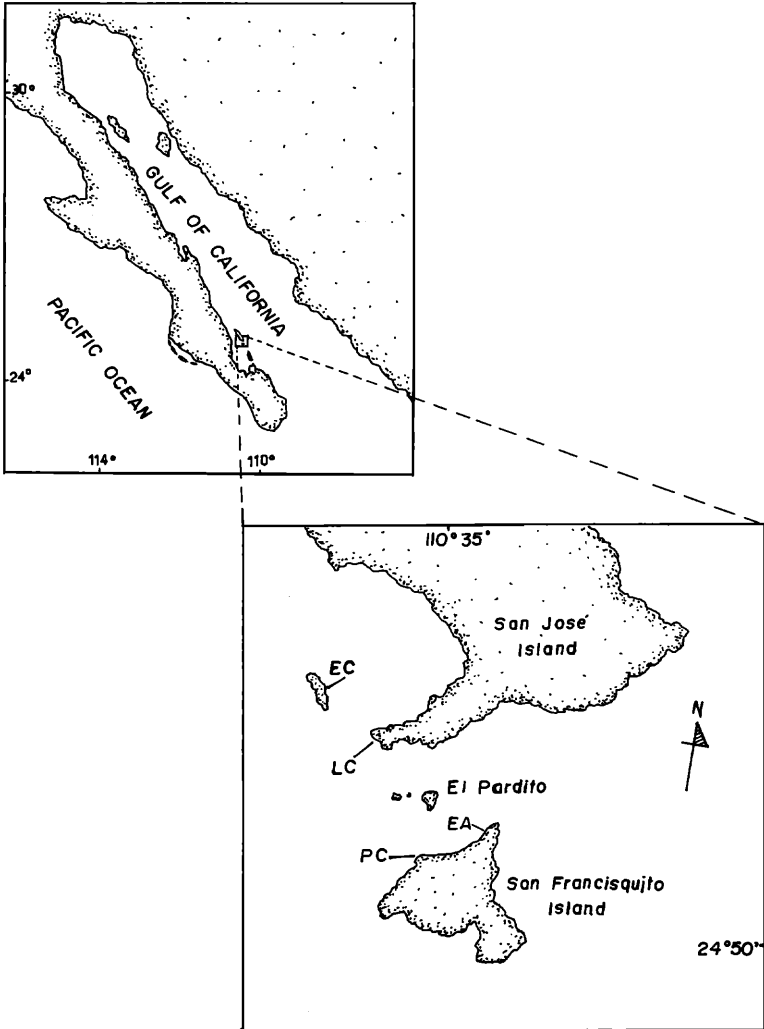 30°
GULF OF CALIFORNIA
PACIFIC OCEAN
24°
114°
110°
110°35'
San José
Island
EC
N
LC
El Pardito
EA
PC
San Francisquito
Island
24°50'